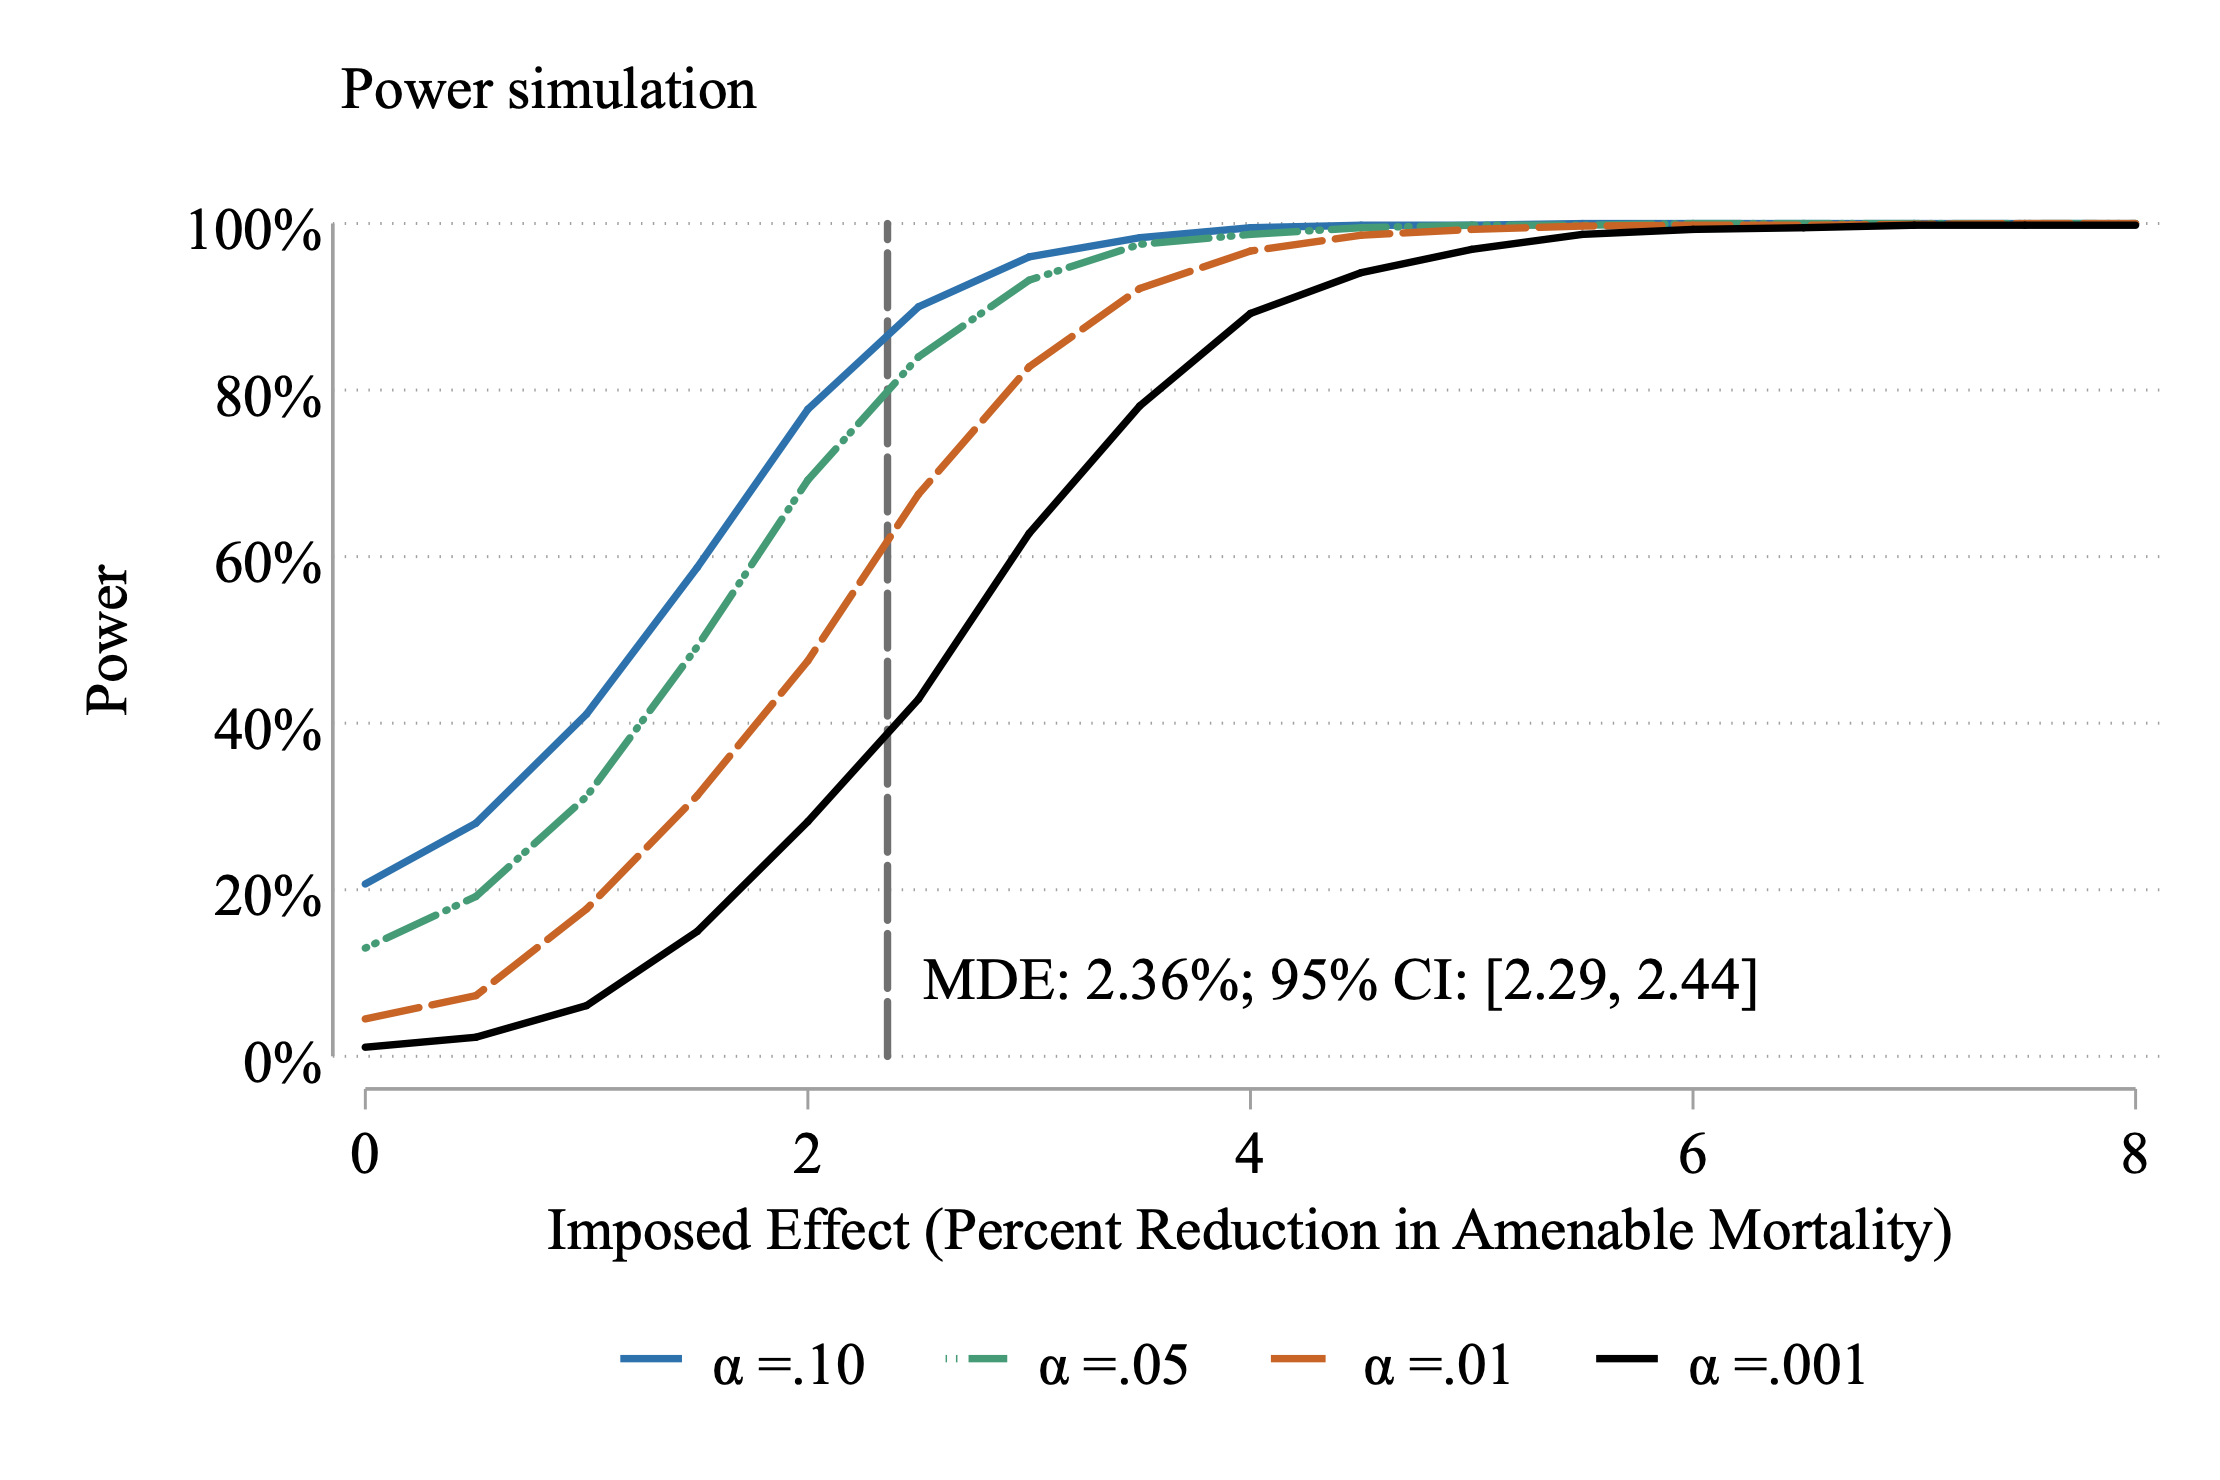 Power simulation
100%
80%
60%
40%
20%
0%
Power
MDE: 2.36%; 95% CI: [2.29, 2.44]
0 2 4 6 8
Imposed Effect (Percent Reduction in Amenable Mortality)
α =.10 α =.05 α =.01 α =.001